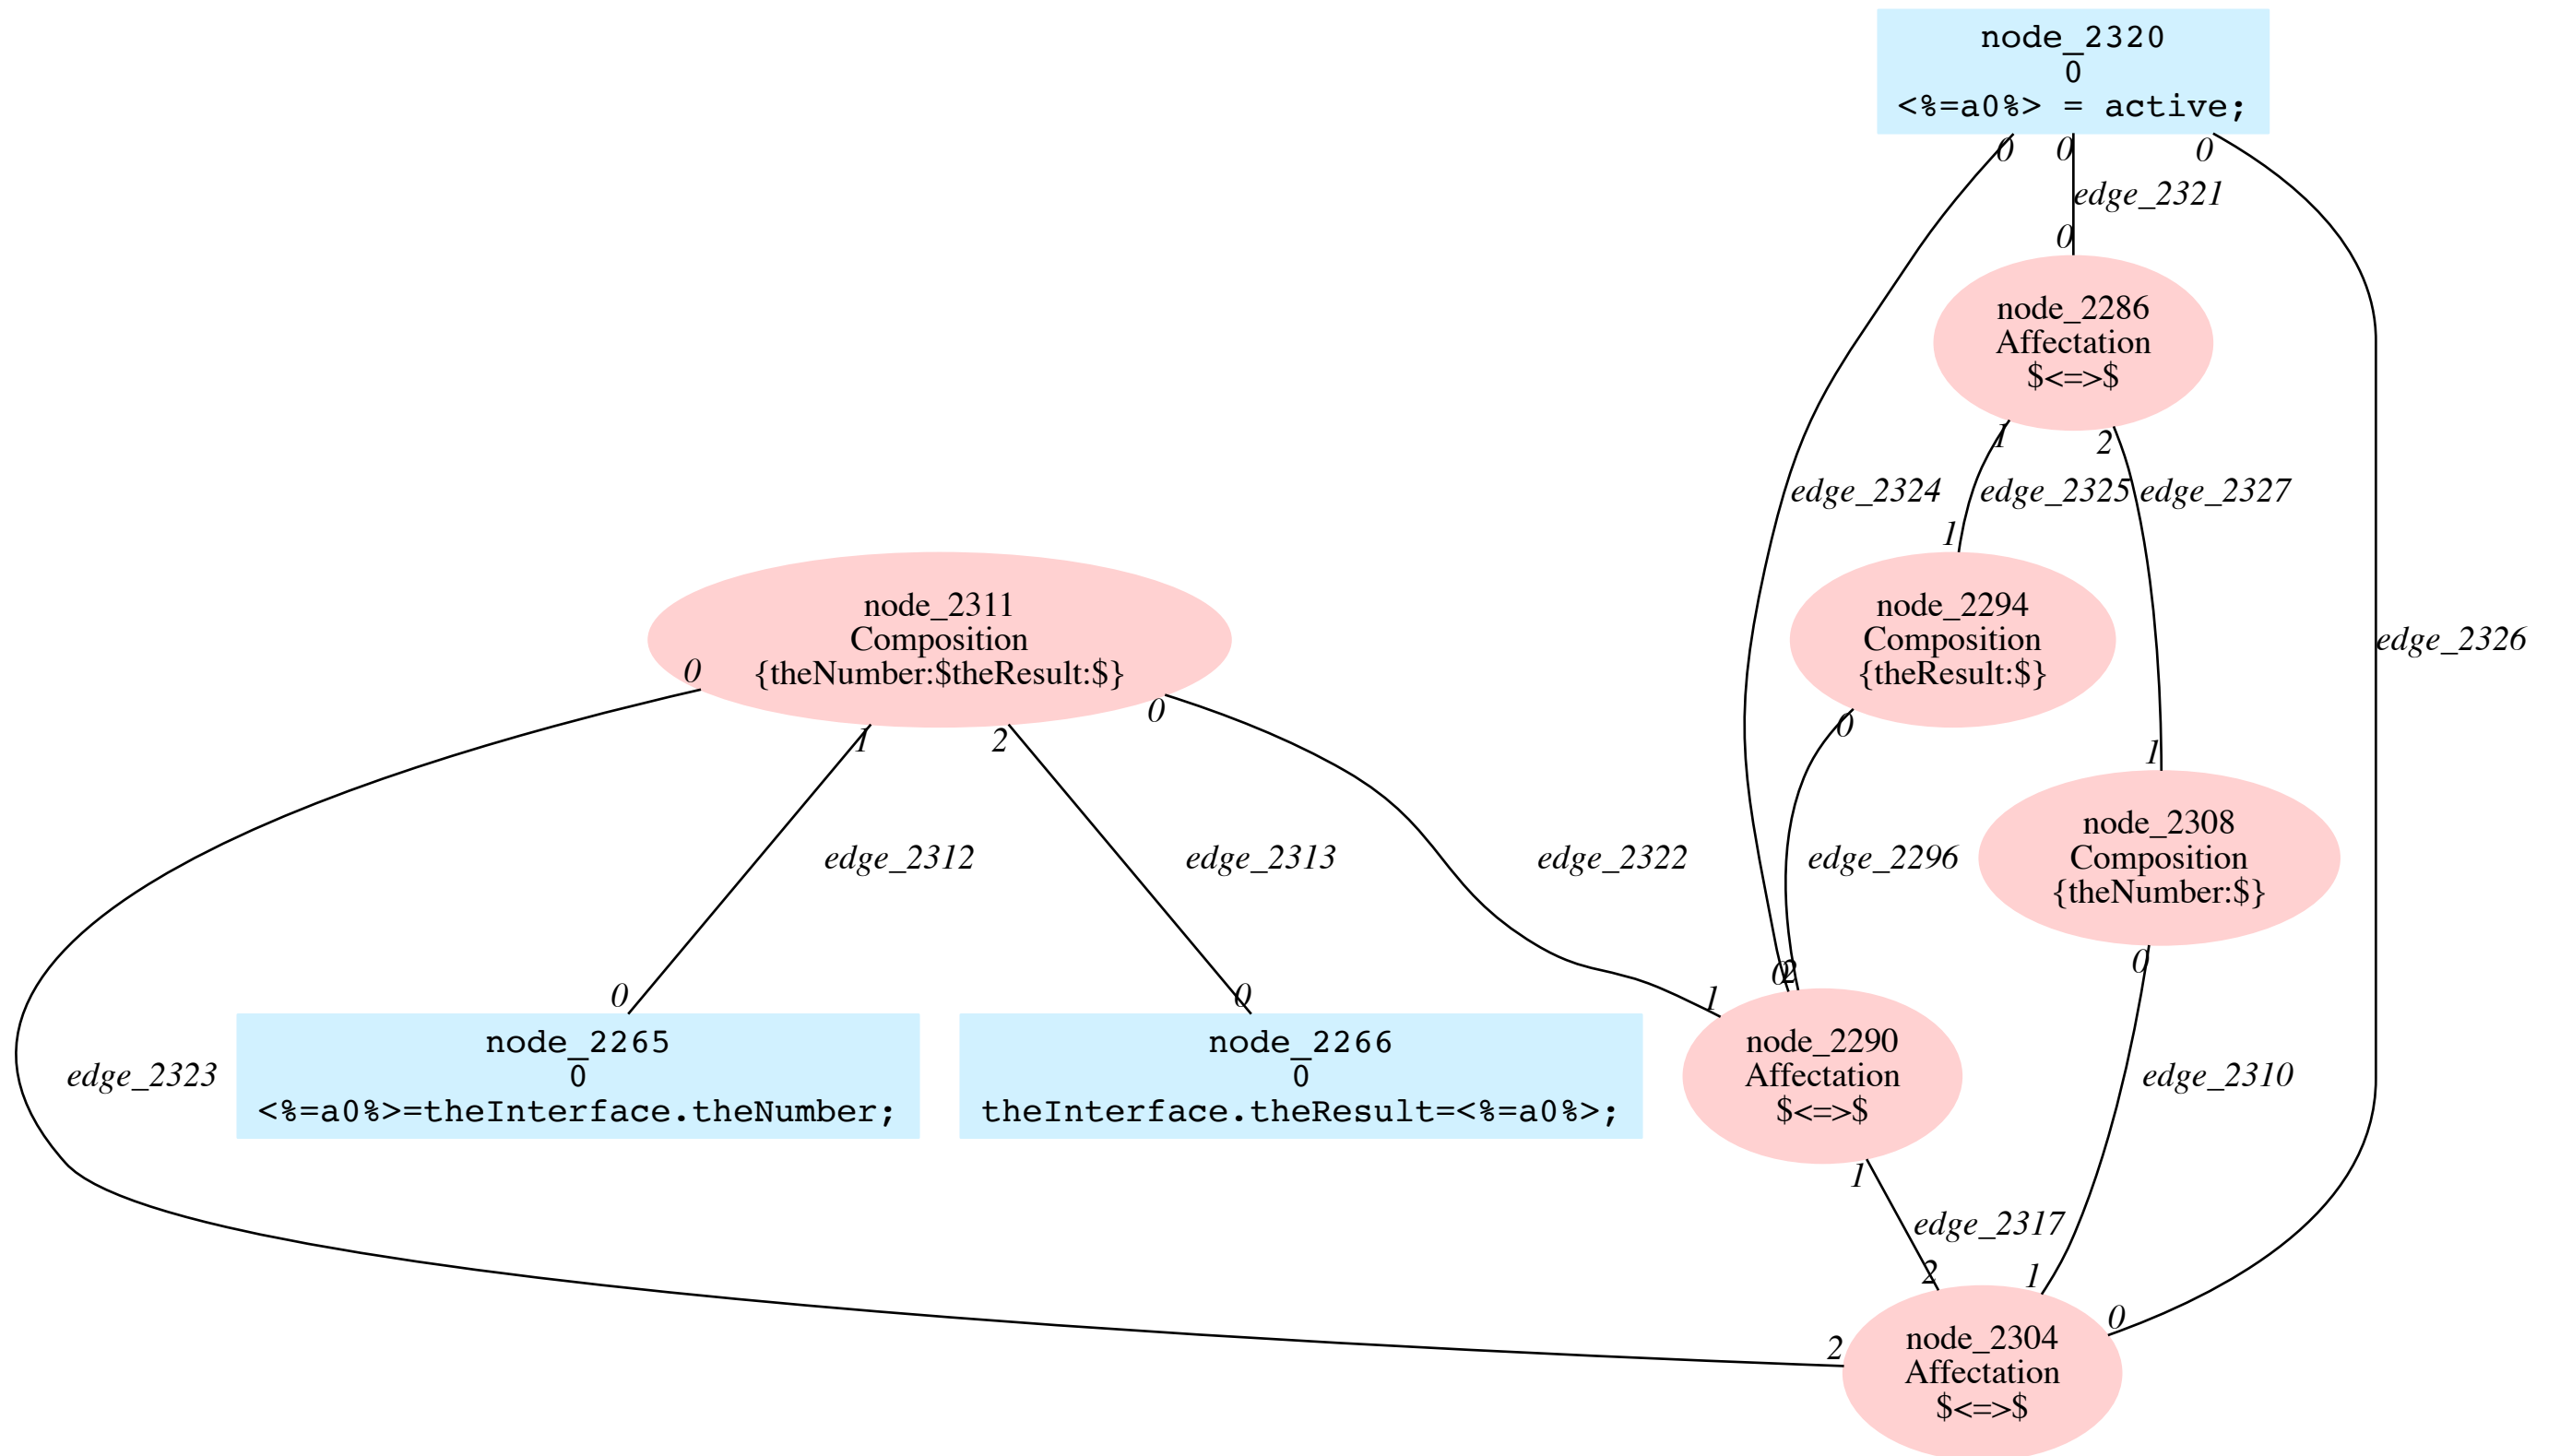 node_2320
0
<%=a0%> = active;
0
0
0
edge_2321
0
node_2286
Affectation
$<=>$
1
2
edge_2324
edge_2325
edge_2327
1
node_2311
Composition
{theNumber:$theResult:$}
node_2294
Composition
{theResult:$}
edge_2326
0
1
2
0
0
1
edge_2312
edge_2313
edge_2322
edge_2296
node_2308
Composition
{theNumber:$}
0
0
0
1
0
2
0
edge_2323
node_2265
0
<%=a0%>=theInterface.theNumber;
node_2266
0
theInterface.theResult=<%=a0%>;
node_2290
Affectation
$<=>$
edge_2310
1
edge_2317
2
1
0
2
node_2304
Affectation
$<=>$